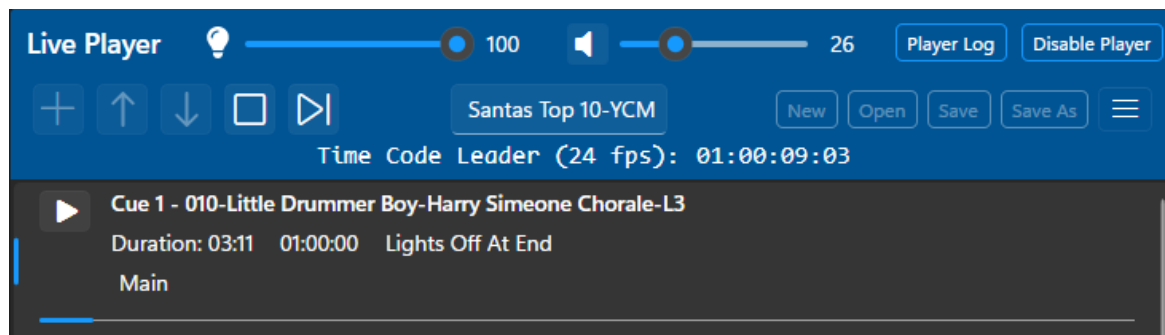 Live Player 100 26 Player Log Disable Player
Santas Top 10-YCM New Open Save Save As
Time Code Leader (24 fps): 01:00:09:03
Cue 1 - 010-Little Drummer Boy-Harry Simeone Chorale-L3
Duration: 03:11 01:00:00 Lights Off At End
Main